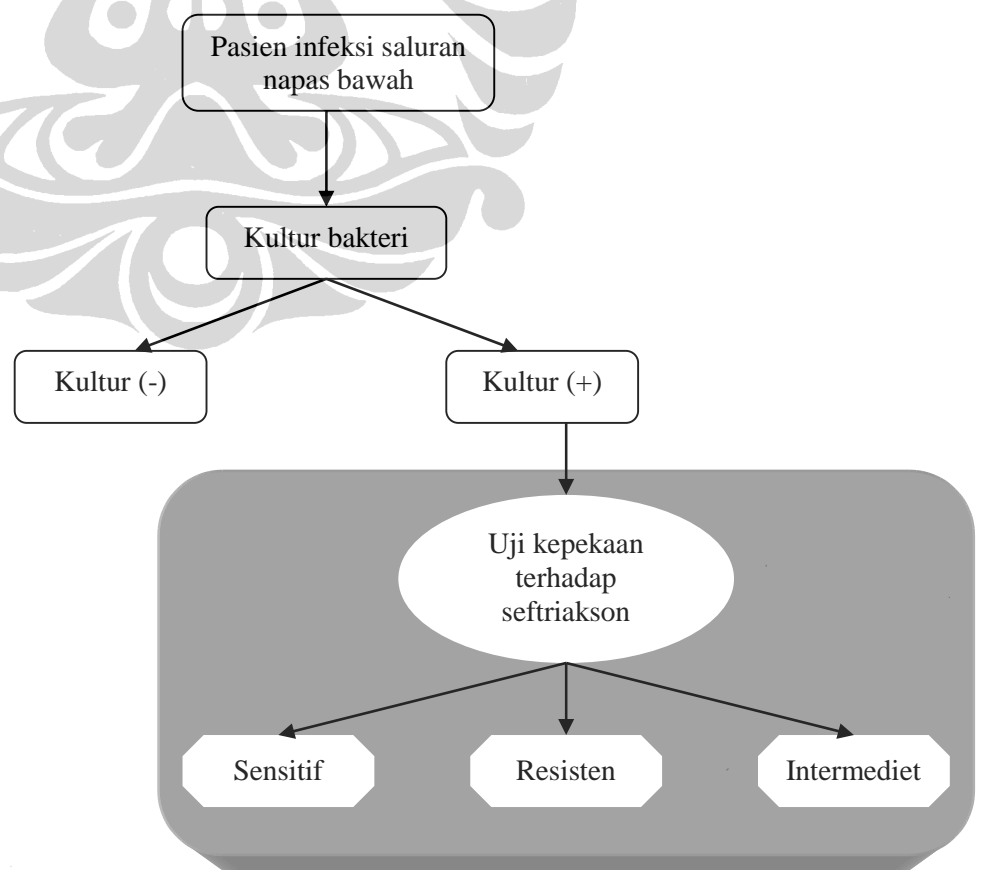 Pasien infeksi saluran
napas bawah
Kultur bakteri
Kultur (-)
Kultur (+)
Uji kepekaan
terhadap
seftriakson
Sensitif
Resisten
Intermediet